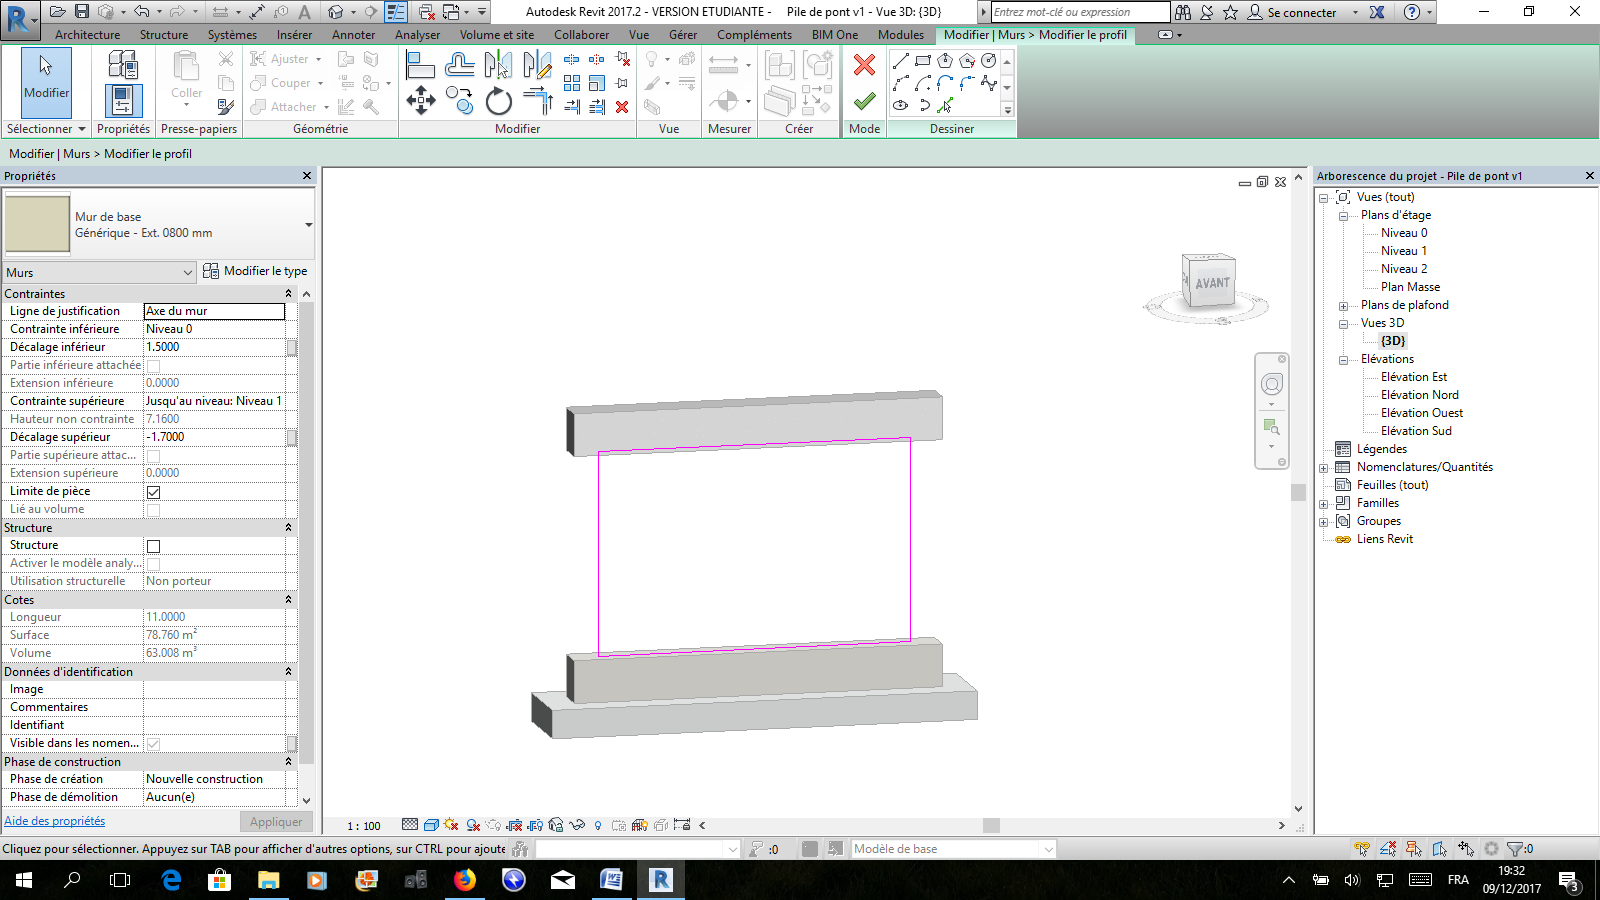 Autodesk Revit 2017.2 - VERSION ETUDIANTE - Pile de pont v1 - Vue 3D: {3D}
Entrez mot-clé ou expression
Se connecter
Architecture Structure Systèmes Insérer Annoter Analyser Volume et site Collaborer Vue Gérer Compléments BIM One Modules Modifier | Murs > Modifier le profil
Modifier
Coller
Ajuster
Couper
Attacher
Sélectionner Propriétés Presse-papiers Géométrie Modifier Vue Mesurer Créer Mode Dessiner
Modifier | Murs > Modifier le profil
Propriétés
Mur de base
Générique - Ext. 0800 mm
Murs
Modifier le type
Contraintes
Ligne de justification Axe du mur
Contrainte inférieure Niveau 0
Décalage inférieur 1.5000
Partie inférieure attachée
Extension inférieure 0.0000
Contrainte supérieure Jusqu'au niveau: Niveau 1
Hauteur non contrainte 7.1600
Décalage supérieur -1.7000
Partie supérieure attac...
Extension supérieure 0.0000
Limite de pièce
Lié au volume
Structure
Structure
Activer le modèle analy...
Utilisation structurelle Non porteur
Cotes
Longueur 11.0000
Surface 78.760 m²
Volume 63.008 m³
Données d'identification
Image
Commentaires
Identifiant
Visible dans les nomen...
Phase de construction
Phase de création Nouvelle construction
Phase de démolition Aucun(e)
Aide des propriétés
Appliquer
AVANT
1 : 100
Arborescence du projet - Pile de pont v1
Vues (tout)
Plans d'étage
Niveau 0
Niveau 1
Niveau 2
Plan Masse
Plans de plafond
Vues 3D
{3D}
Elévations
Elévation Est
Elévation Nord
Elévation Ouest
Elévation Sud
Légendes
Nomenclatures/Quantités
Feuilles (tout)
Familles
Groupes
Liens Revit
Cliquez pour sélectionner. Appuyez sur TAB pour afficher d'autres options, sur CTRL pour ajoute
:0
Modèle de base
:0
FRA
19:32
09/12/2017
3